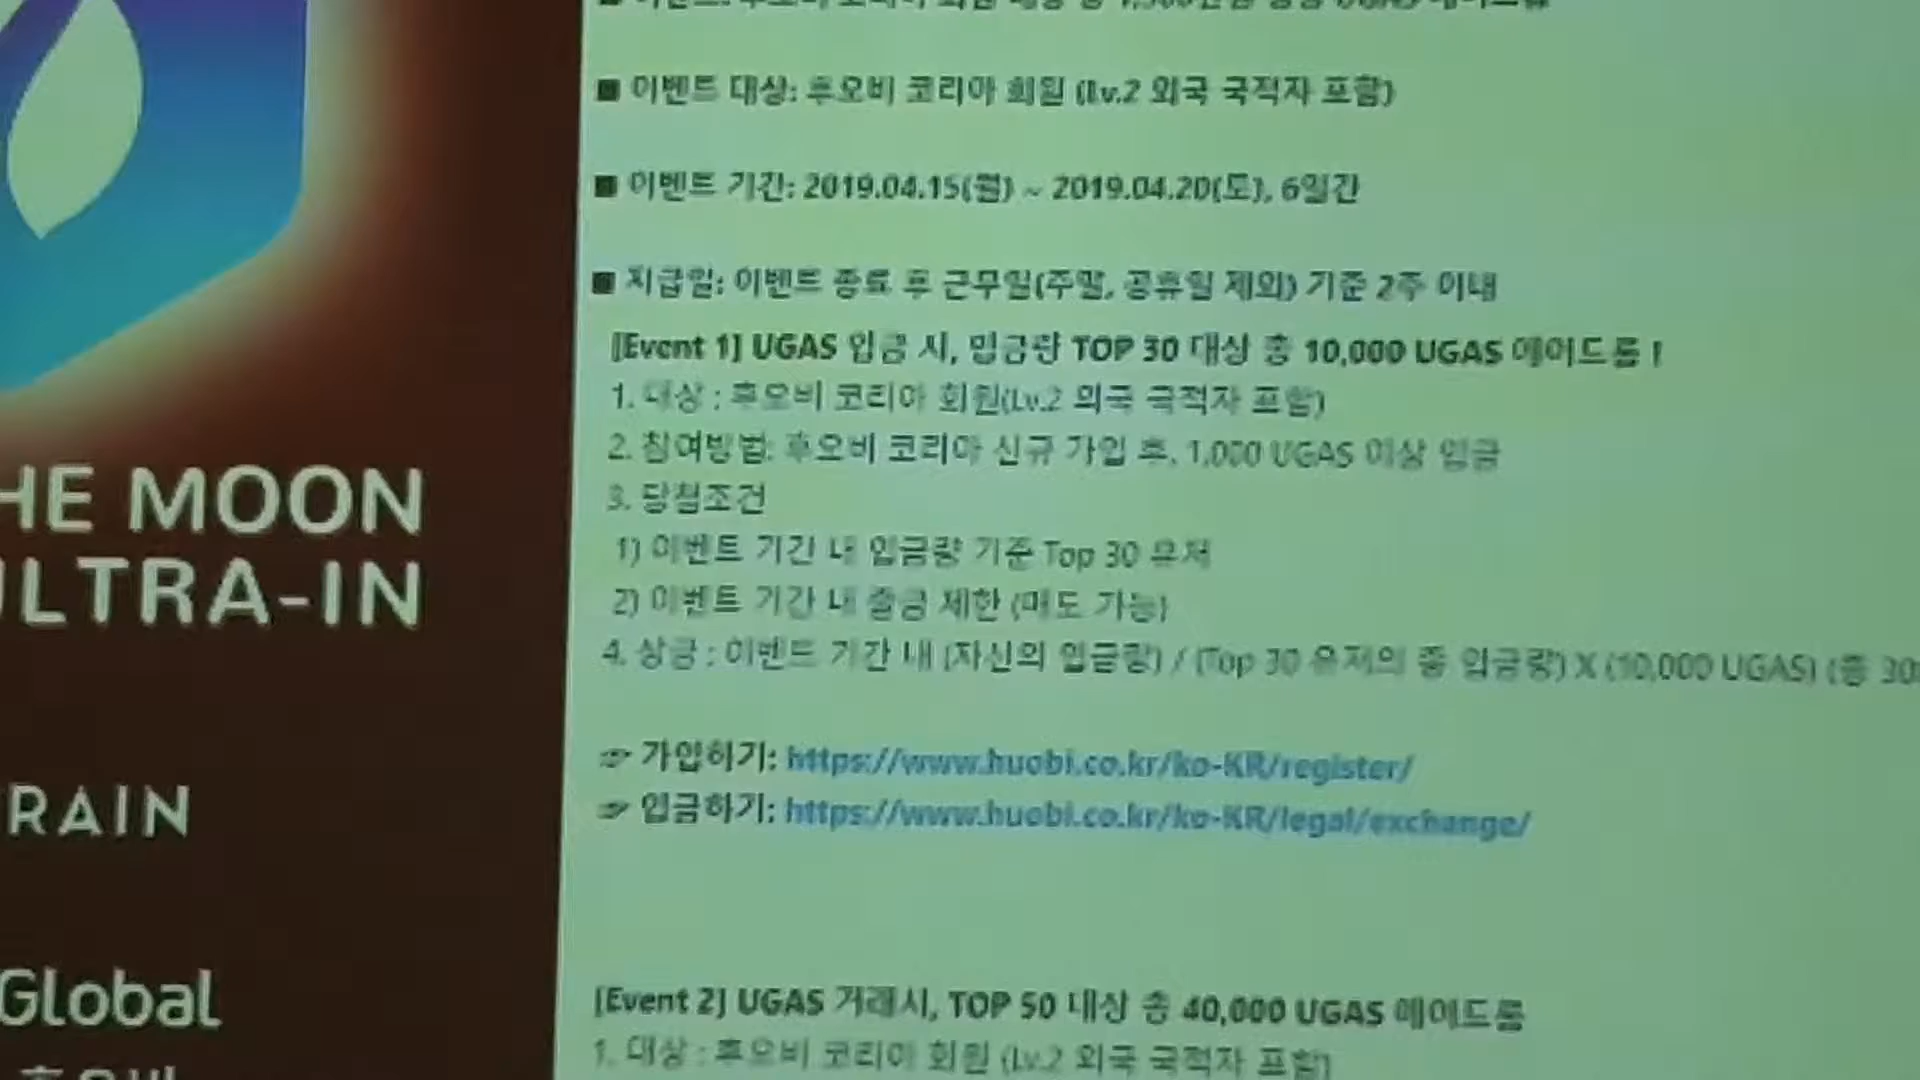 HE MOON
ULTRA-IN
RAIN
Global
■ 이벤트 대상: 후오비 코리아 회원 (Lv.2 외국 국적자 포함)
■ 이벤트 기간: 2019.04.15(월) ~ 2019.04.20(토), 6일간
■ 지급일: 이벤트 종료 후 근무일(주말, 공휴일 제외) 기준 2주 이내
[Event 1] UGAS 입금 시, 입금량 TOP 30 대상 총 10,000 UGAS 에어드롭 !
1. 대상 : 후오비 코리아 회원(Lv.2 외국 국적자 포함)
2. 참여방법: 후오비 코리아 신규 가입 후, 1,000 UGAS 이상 입금
3. 당첨조건
1) 이벤트 기간 내 입금량 기준 Top 30 유저
2) 이벤트 기간 내 출금 제한 (매도 가능)
4. 상금 : 이벤트 기간 내 (자신의 입금량) / (Top 30 유저의 총 입금량) X (10,000 UGAS) (총 30
☞ 가입하기: https://www.huobi.co.kr/ko-KR/register/
☞ 입금하기: https://www.huobi.co.kr/ko-KR/legal/exchange/
[Event 2] UGAS 거래시, TOP 50 대상 총 40,000 UGAS 에어드롭
1. 대상 : 후오비 코리아 회원 (Lv.2 외국 국적자 포함)